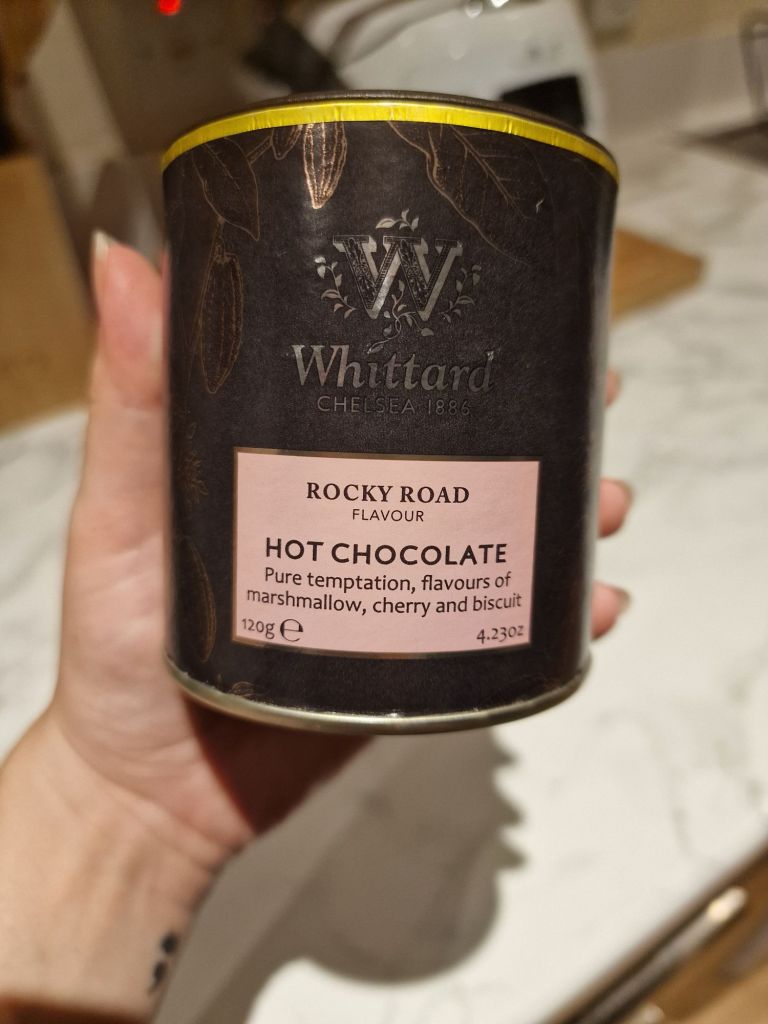 W
Whittard
CHELSEA 1886
ROCKY ROAD
FLAVOUR
HOT CHOCOLATE
Pure temptation, flavours of
marshmallow, cherry and biscuit
120g ℮ 4.23oz